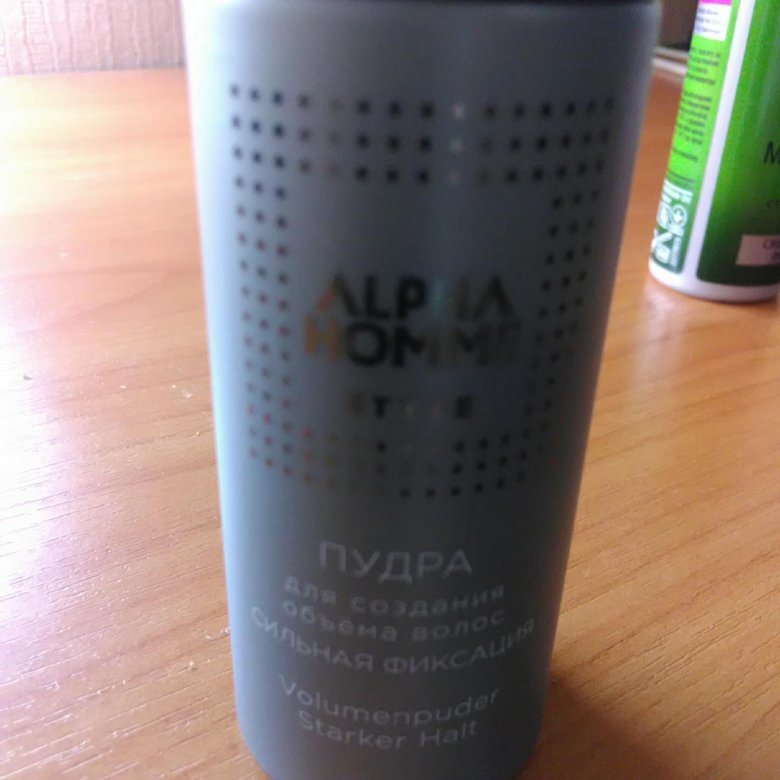 ALPHA
HOMME
STYLE
ПУДРА
для создания
объема волос
СИЛЬНАЯ ФИКСАЦИЯ
Volumenpuder
Starker Halt